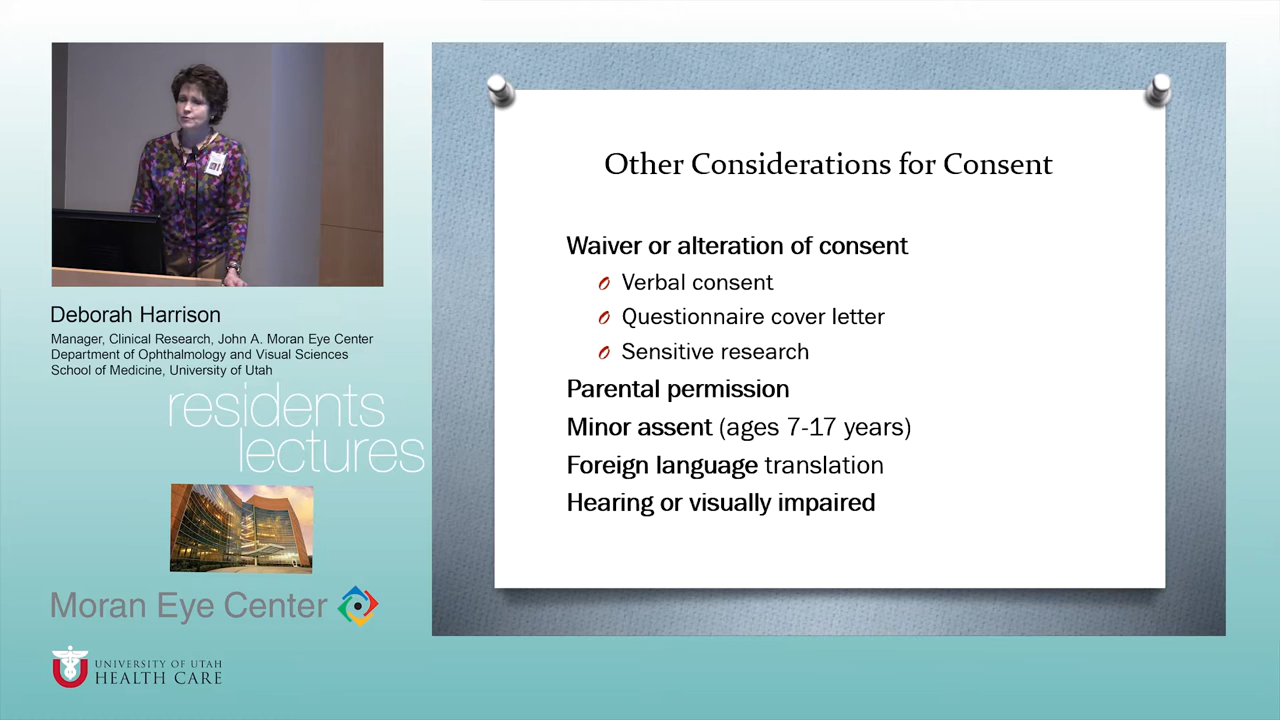 Other Considerations for Consent
Waiver or alteration of consent
Verbal consent
Questionnaire cover letter
Sensitive research
Parental permission
Minor assent (ages 7-17 years)
Foreign language translation
Hearing or visually impaired
Deborah Harrison
Manager, Clinical Research, John A. Moran Eye Center
Department of Ophthalmology and Visual Sciences
School of Medicine, University of Utah
residents
lectures
Moran Eye Center
UNIVERSITY OF UTAH
HEALTH CARE